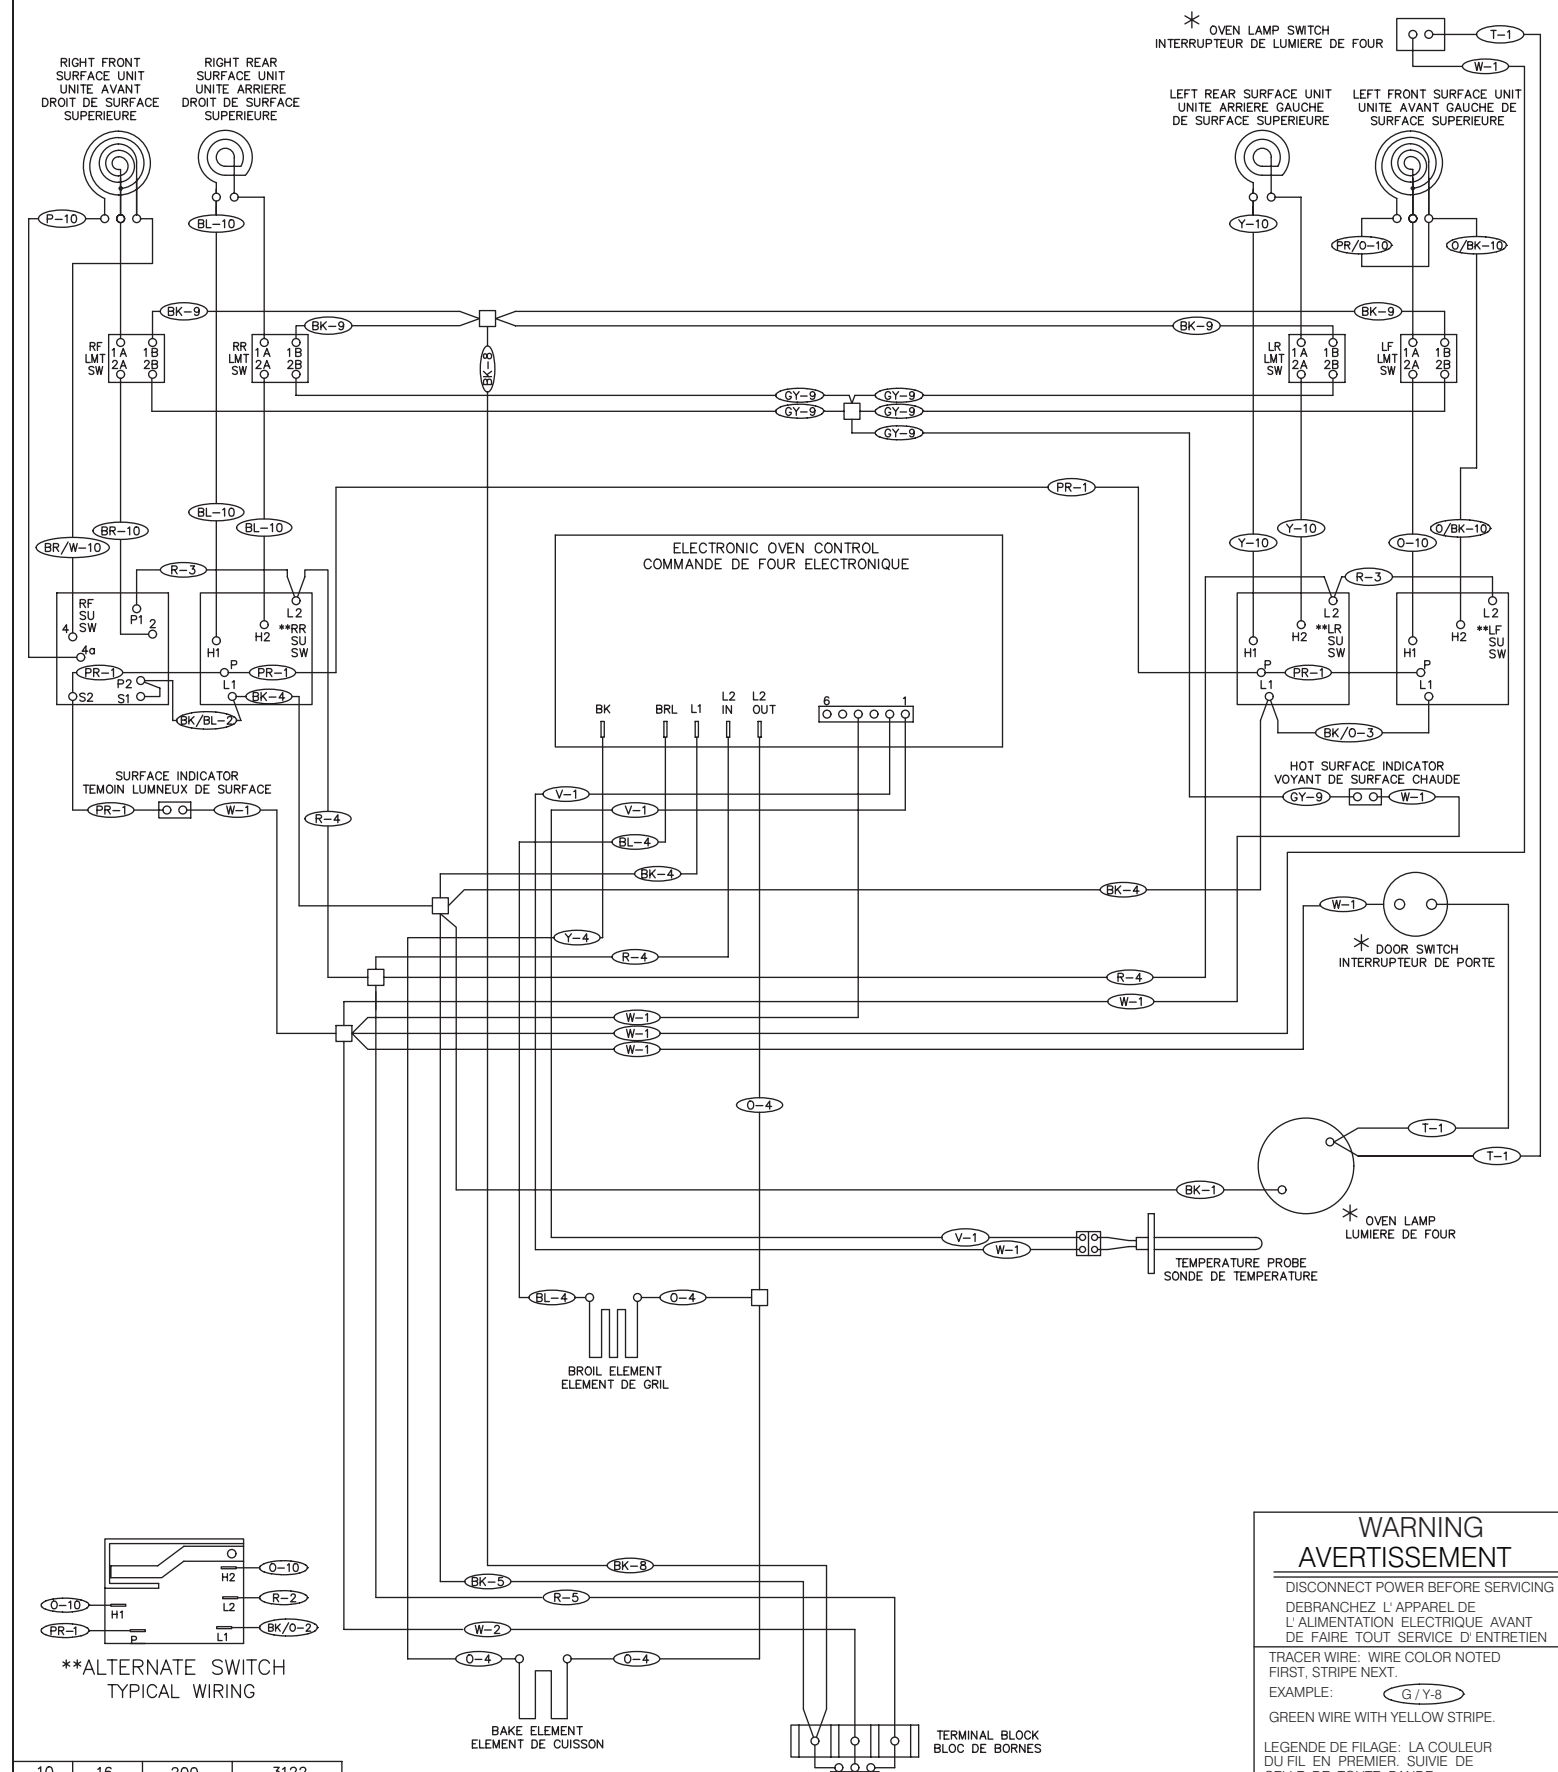 OVEN LAMP SWITCH
INTERRUPTEUR DE LUMIERE DE FOUR
T-1
W-1
RIGHT FRONT
SURFACE UNIT
UNITE AVANT
DROIT DE SURFACE
SUPERIEURE
RIGHT REAR
SURFACE UNIT
UNITE ARRIERE
DROIT DE SURFACE
SUPERIEURE
LEFT REAR SURFACE UNIT
UNITE ARRIERE GAUCHE
DE SURFACE SUPERIEURE
LEFT FRONT SURFACE UNIT
UNITE AVANT GAUCHE DE
SURFACE SUPERIEURE
P-10
BL-10
Y-10
PR/O-10
O/BK-10
BK-9
BK-9
BK-9
BK-9
BK-8
RF
LMT
SW
1A 1B
2A 2B
RR
LMT
SW
1A 1B
2A 2B
LR
LMT
SW
1A 1B
2A 2B
LF
LMT
SW
1A 1B
2A 2B
GY-9
GY-9
GY-9
GY-9
GY-9
PR-1
BR/W-10
BR-10
BL-10
BL-10
Y-10
Y-10
O-10
O/BK-10
R-3
R-3
RF
SU
SW
P1
4
2
4a
PR-1
P2
S2
S1
L2
H1
H2
**RR
SU
SW
P
PR-1
L1
BK-4
BK/BL-2
L2
H1
H2
**LR
SU
SW
P
PR-1
L1
L2
H1
H2
**LF
SU
SW
P
L1
BK/O-3
ELECTRONIC OVEN CONTROL
COMMANDE DE FOUR ELECTRONIQUE
BK
BRL
L1
L2
IN
L2
OUT
6
1
SURFACE INDICATOR
TEMOIN LUMNEUX DE SURFACE
PR-1
W-1
R-4
HOT SURFACE INDICATOR
VOYANT DE SURFACE CHAUDE
GY-9
W-1
V-1
V-1
BL-4
BK-4
BK-4
Y-4
R-4
R-4
W-1
W-1
W-1
W-1
W-1
DOOR SWITCH
INTERRUPTEUR DE PORTE
O-4
T-1
T-1
BK-1
OVEN LAMP
LUMIERE DE FOUR
V-1
W-1
TEMPERATURE PROBE
SONDE DE TEMPERATURE
BL-4
O-4
BROIL ELEMENT
ELEMENT DE GRIL
BK-8
BK-5
R-5
W-2
O-4
O-4
BAKE ELEMENT
ELEMENT DE CUISSON
TERMINAL BLOCK
BLOC DE BORNES
O-10
H2
R-2
L2
O-10
H1
BK/O-2
L1
PR-1
P
**ALTERNATE SWITCH
TYPICAL WIRING
WARNING
AVERTISSEMENT
DISCONNECT POWER BEFORE SERVICING
DEBRANCHEZ L' APPAREL DE
L' ALIMENTATION ELECTRIQUE AVANT
DE FAIRE TOUT SERVICE D' ENTRETIEN
TRACER WIRE: WIRE COLOR NOTED
FIRST, STRIPE NEXT.
EXAMPLE: G / Y-8
GREEN WIRE WITH YELLOW STRIPE.
LEGENDE DE FILAGE: LA COULEUR
DU FIL EN PREMIER. SUIVIE DE
10 16 200 3122